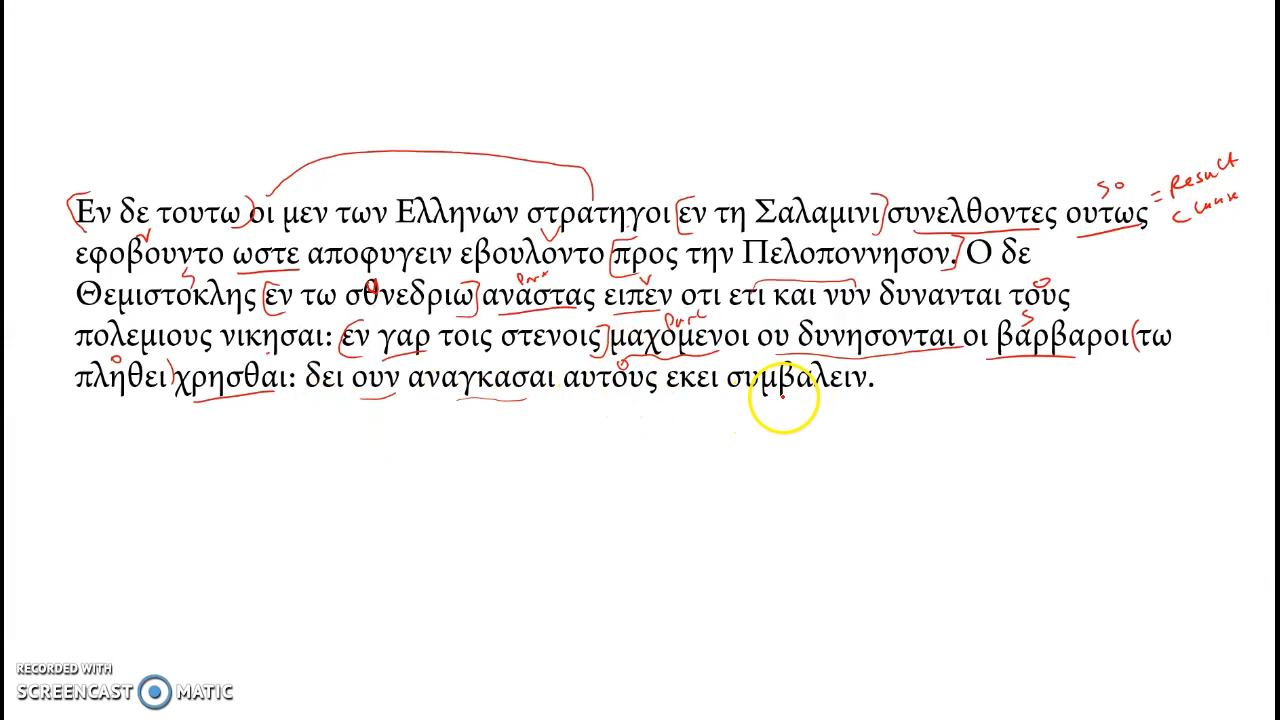 so
= Result
clause
Εν δε τουτω οι μεν των Ελληνων στρατηγοι εν τη Σαλαμινι συνελθοντες ουτως
εφοβουντο ωστε αποφυγειν εβουλοντο προς την Πελοποννησον. Ο δε
v v
s Part v o
Θεμιστοκλης εν τω συνεδριω αναστας ειπεν οτι ετι και νυν δυνανται τους
Part s
πολεμιους νικησαι: εν γαρ τοις στενοις μαχομενοι ου δυνησονται οι βαρβαροι τω
o o
πληθει χρησθαι: δει ουν αναγκασαι αυτους εκει συμβαλειν.
RECORDED WITH
SCREENCAST MATIC